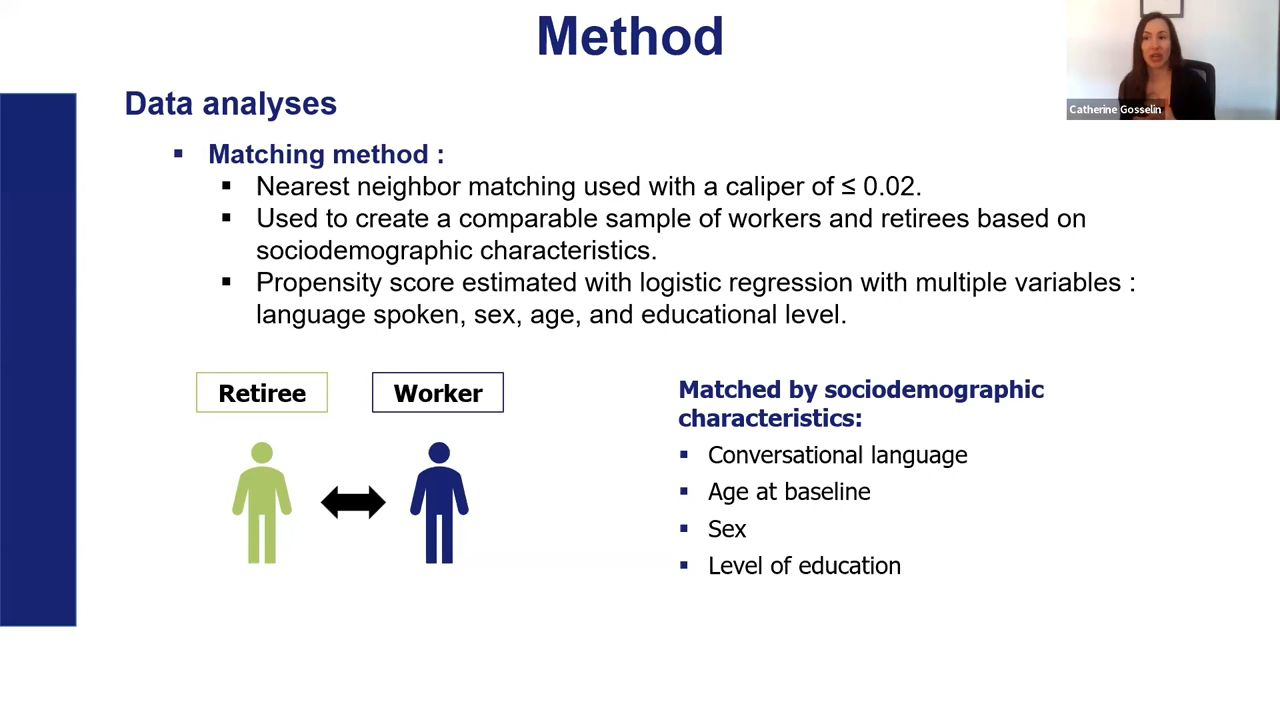 Method
Catherine Gosselin
Data analyses
▪ Matching method :
▪ Nearest neighbor matching used with a caliper of ≤ 0.02.
▪ Used to create a comparable sample of workers and retirees based on
sociodemographic characteristics.
▪ Propensity score estimated with logistic regression with multiple variables :
language spoken, sex, age, and educational level.
Retiree
Worker
Matched by sociodemographic
characteristics:
▪ Conversational language
▪ Age at baseline
▪ Sex
▪ Level of education